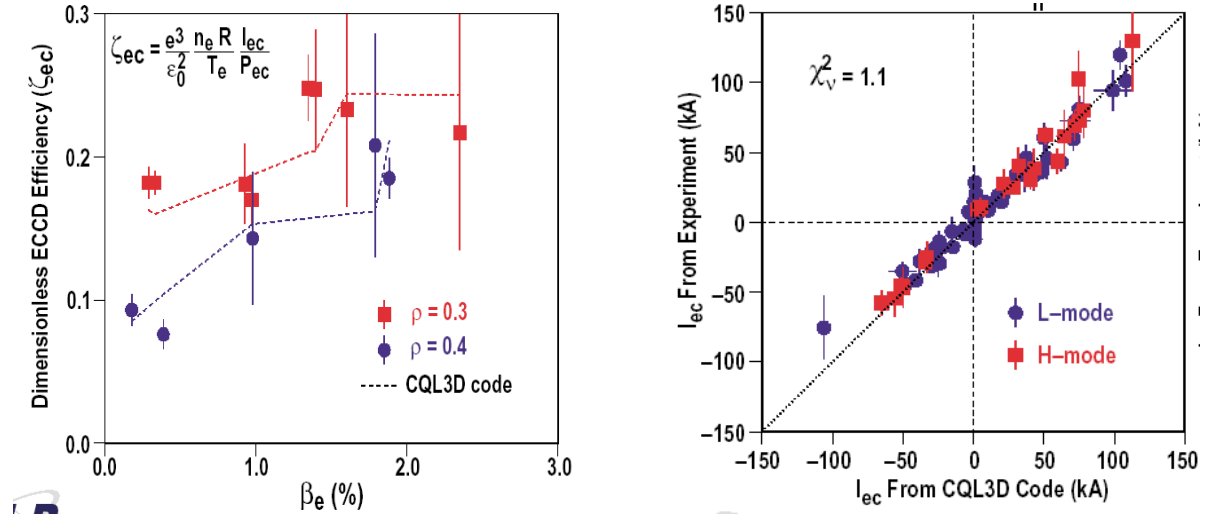 Dimensionless ECCD Efficiency (ζec)
0.3
0.2
0.1
0.0
ζec = e³/ε₀² nₑ R/Tₑ Iec/Pec
ρ = 0.3
ρ = 0.4
CQL3D code
0.0 1.0 2.0 3.0
βe (%)
Iec From Experiment (kA)
150
100
50
0
−50
−100
−150
χν² = 1.1
L–mode
H–mode
−150 −100 −50 0 50 100 150
Iec From CQL3D Code (kA)